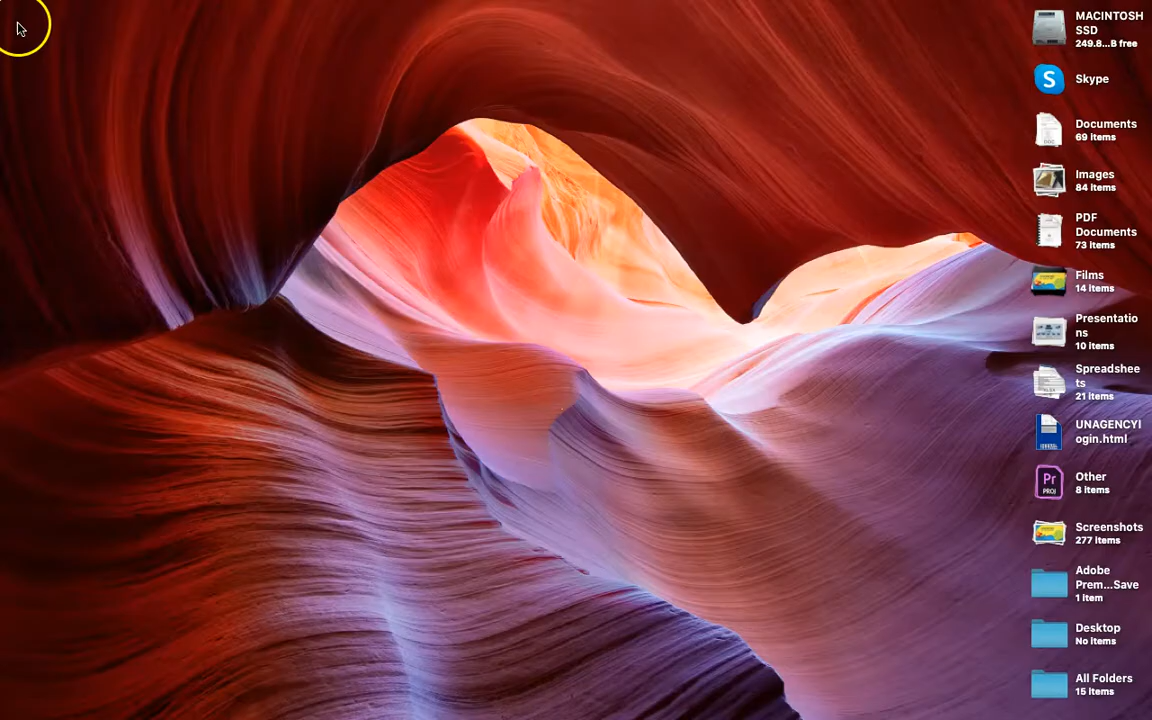 MACINTOSH
SSD
249.8...B free
Skype
Documents
69 items
Images
84 items
PDF
Documents
73 items
Films
14 items
Presentatio
ns
10 items
Spreadshee
ts
21 items
UNAGENCYl
ogin.html
Pr
PROJ
Other
8 items
Screenshots
277 items
Adobe
Prem...Save
1 item
Desktop
No items
All Folders
15 items